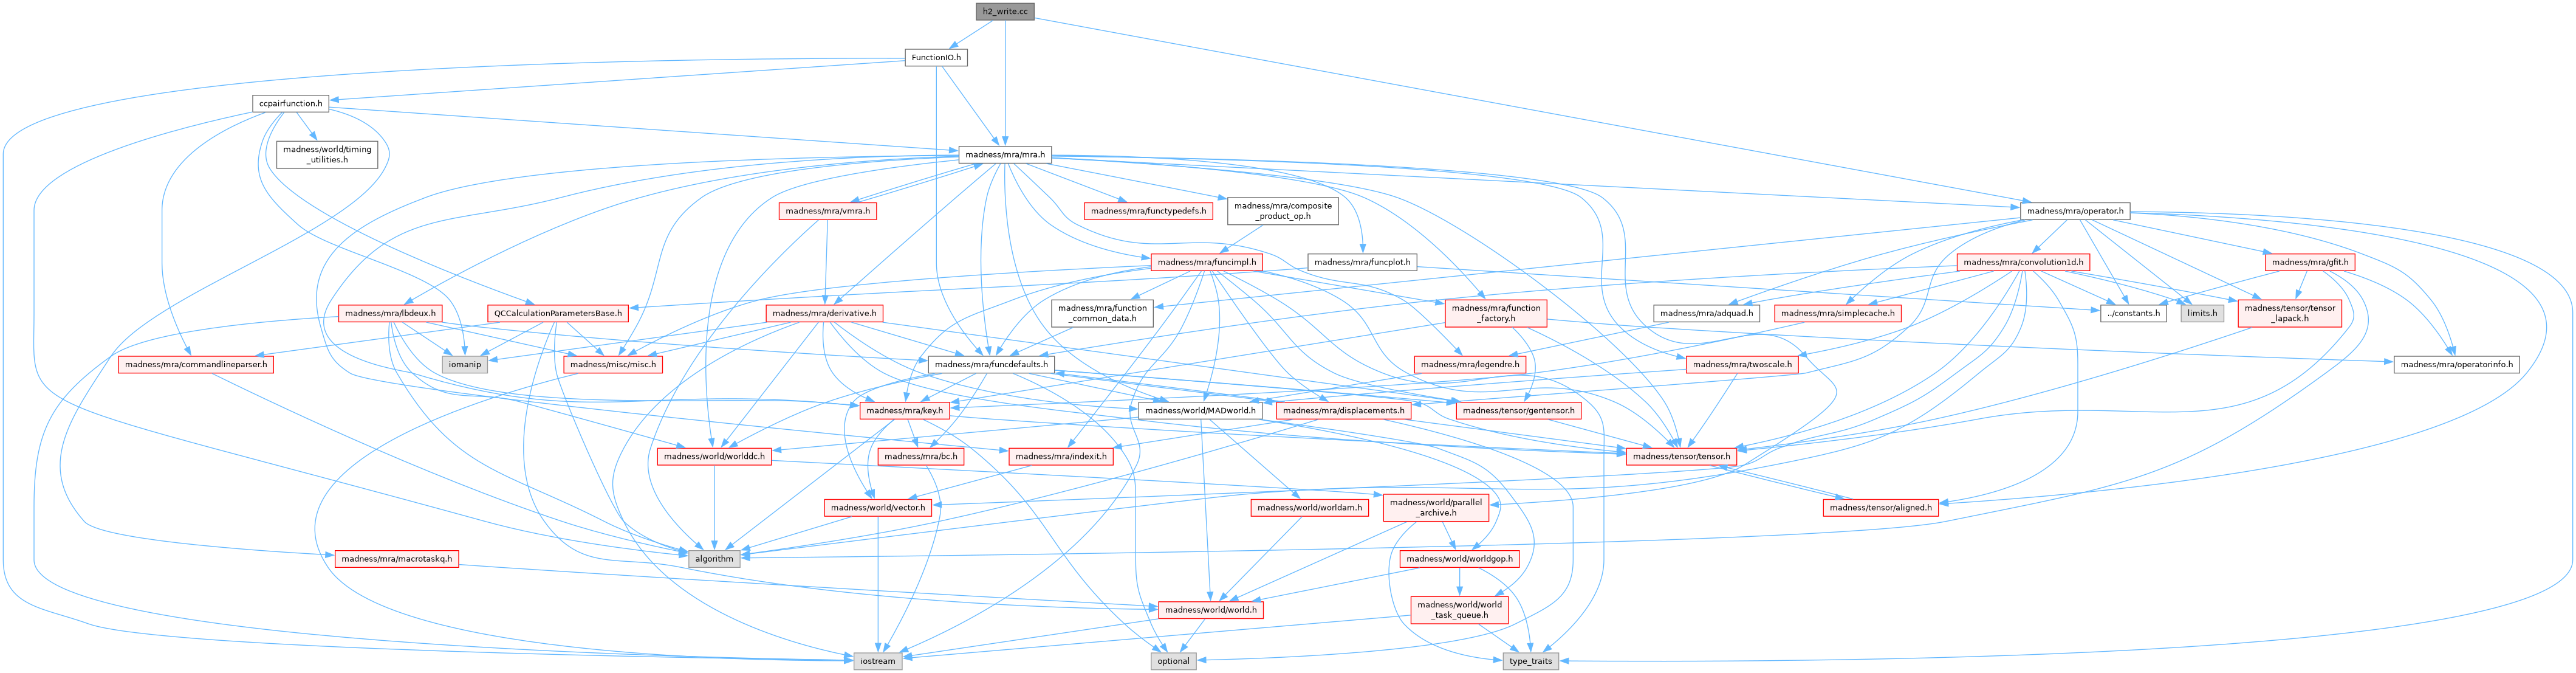 h2_write.cc
FunctionIO.h
ccpairfunction.h
madness/world/timing
_utilities.h
madness/mra/mra.h
madness/mra/vmra.h
madness/mra/functypedefs.h
madness/mra/composite
_product_op.h
madness/mra/operator.h
madness/mra/funcimpl.h
madness/mra/funcplot.h
madness/mra/convolution1d.h
madness/mra/gfit.h
madness/mra/lbdeux.h
QCCalculationParametersBase.h
madness/mra/derivative.h
madness/mra/function
_common_data.h
madness/mra/function
_factory.h
madness/mra/adquad.h
madness/mra/simplecache.h
../constants.h
limits.h
madness/tensor/tensor
_lapack.h
madness/mra/commandlineparser.h
iomanip
madness/misc/misc.h
madness/mra/funcdefaults.h
madness/mra/legendre.h
madness/mra/twoscale.h
madness/mra/operatorinfo.h
madness/mra/key.h
madness/world/MADworld.h
madness/mra/displacements.h
madness/tensor/gentensor.h
madness/world/worlddc.h
madness/mra/bc.h
madness/mra/indexit.h
madness/tensor/tensor.h
madness/world/vector.h
madness/world/worldam.h
madness/world/parallel
_archive.h
madness/tensor/aligned.h
madness/mra/macrotaskq.h
algorithm
madness/world/worldgop.h
madness/world/world.h
madness/world/world
_task_queue.h
iostream
optional
type_traits